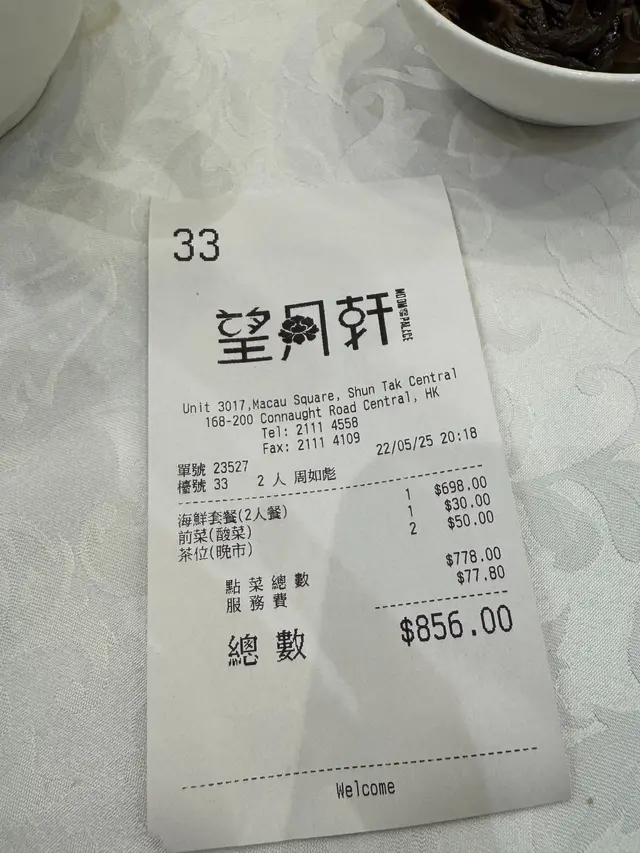 33
望月軒 MOON PALACE
Unit 3017,Macau Square, Shun Tak Central
168-200 Connaught Road Central, HK
Tel: 2111 4558
Fax: 2111 4109
22/05/25 20:18
單號 23527
檯號 33 2 人 周如彪
海鮮套餐(2人餐) 1 $698.00
前菜(酸菜) 1 $30.00
茶位(晚市) 2 $50.00
點菜總數 $778.00
服務費 $77.80
總數 $856.00
Welcome